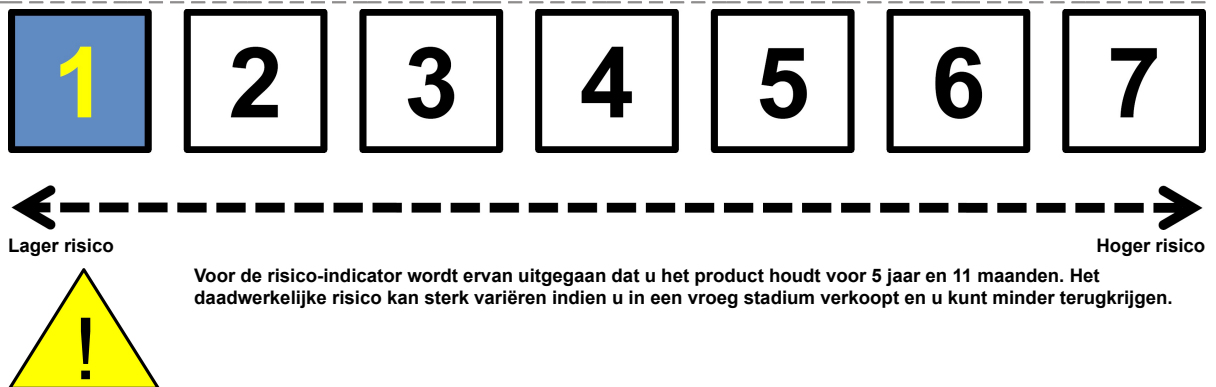 1 2 3 4 5 6 7
Lager risico Hoger risico
Voor de risico-indicator wordt ervan uitgegaan dat u het product houdt voor 5 jaar en 11 maanden. Het
daadwerkelijke risico kan sterk variëren indien u in een vroeg stadium verkoopt en u kunt minder terugkrijgen.
!